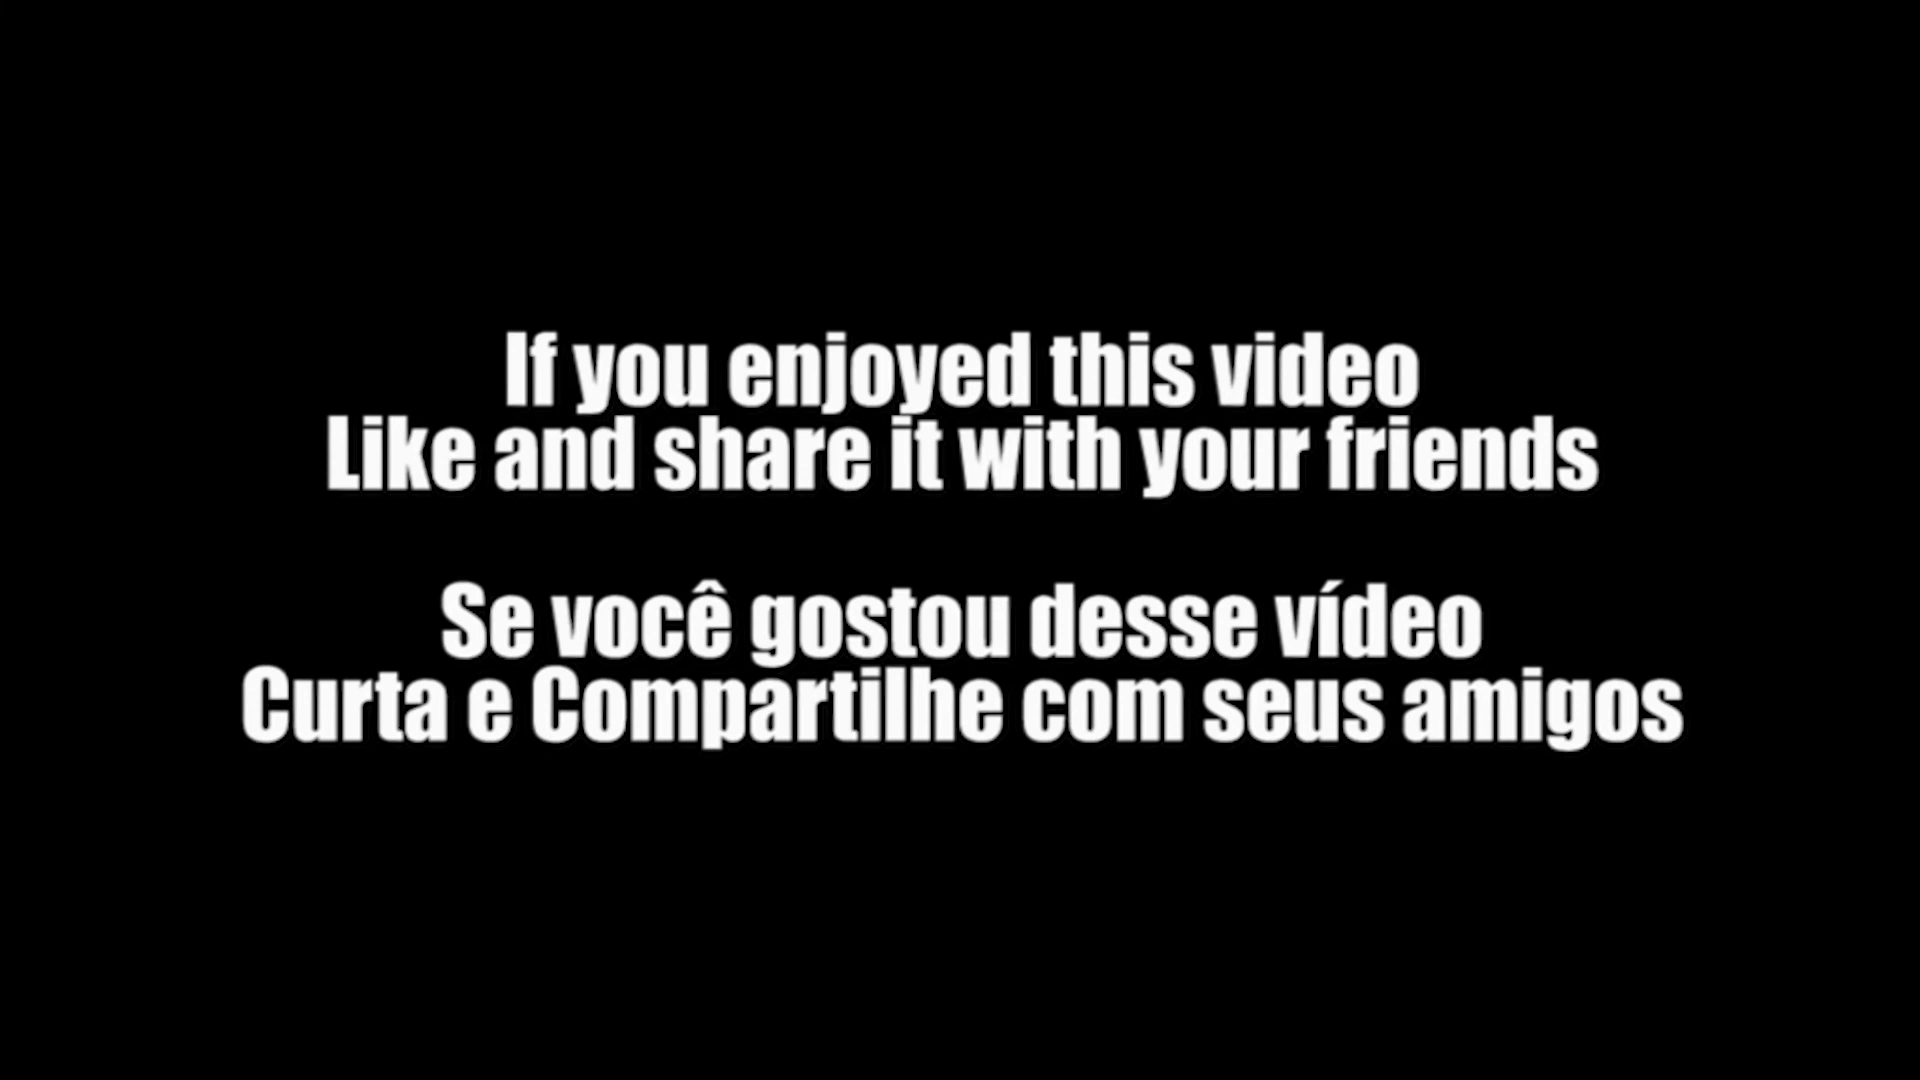 If you enjoyed this video
Like and share it with your friends
Se você gostou desse vídeo
Curta e Compartilhe com seus amigos